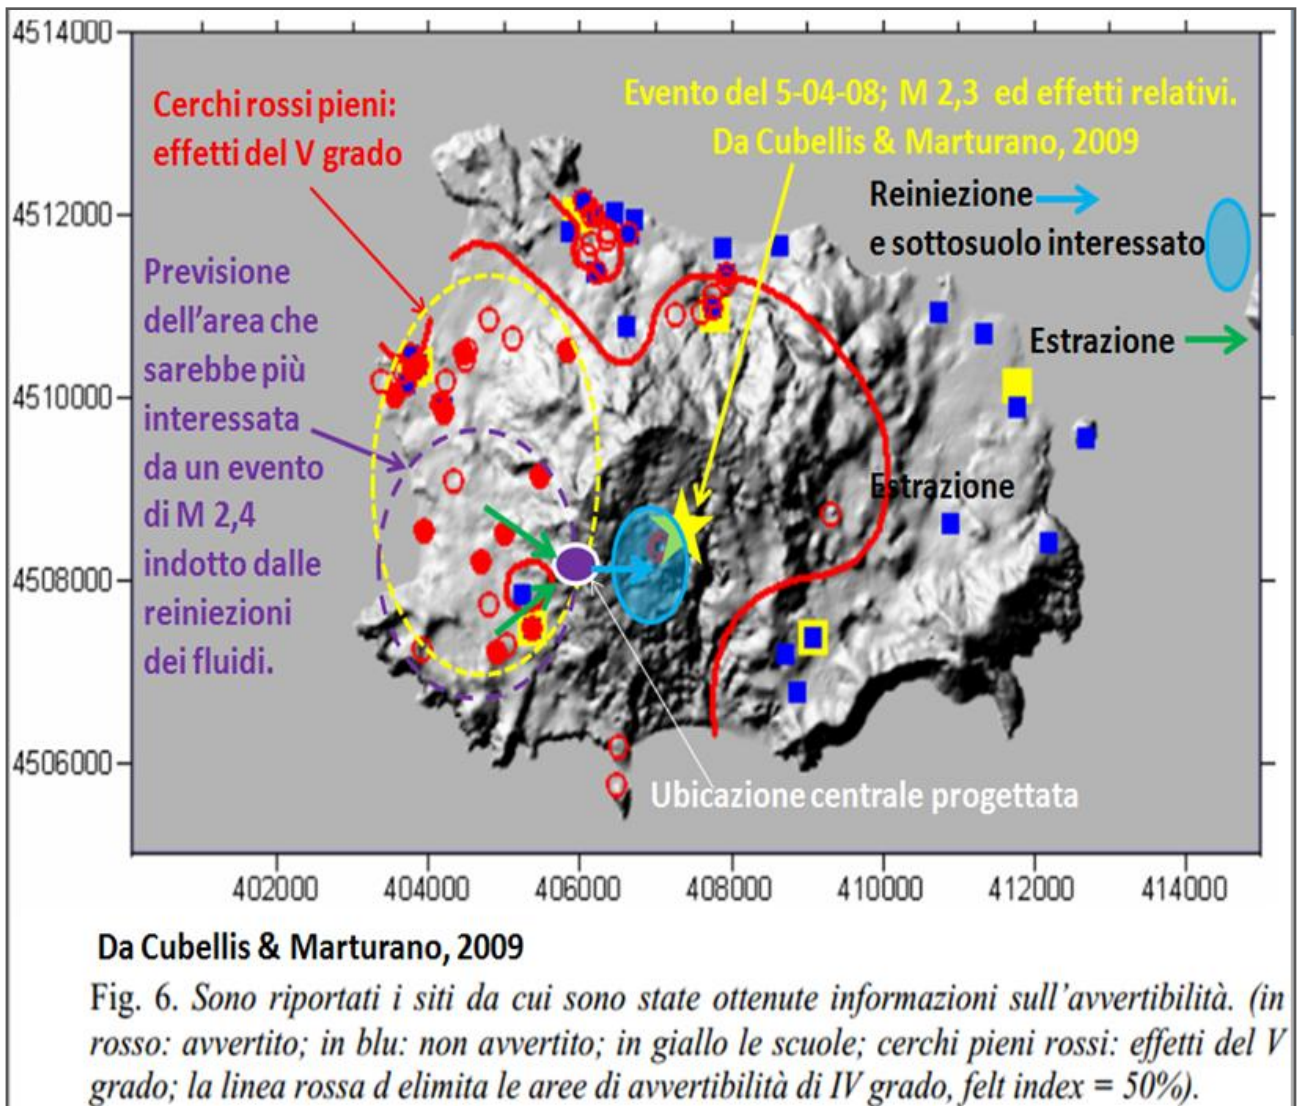 4514000
4512000
4510000
4508000
4506000
Cerchi rossi pieni:
effetti del V grado
Evento del 5-04-08; M 2,3 ed effetti relativi.
Da Cubellis & Marturano, 2009
Reiniezione
e sottosuolo interessato
Estrazione
Previsione
dell'area che
sarebbe più
interessata
da un evento
di M 2,4
indotto dalle
reiniezioni
dei fluidi.
Estrazione
Ubicazione centrale progettata
402000 404000 406000 408000 410000 412000 414000
Da Cubellis & Marturano, 2009
Fig. 6. Sono riportati i siti da cui sono state ottenute informazioni sull'avvertibilità. (in
rosso: avvertito; in blu: non avvertito; in giallo le scuole; cerchi pieni rossi: effetti del V
grado; la linea rossa d elimita le aree di avvertibilità di IV grado, felt index = 50%).